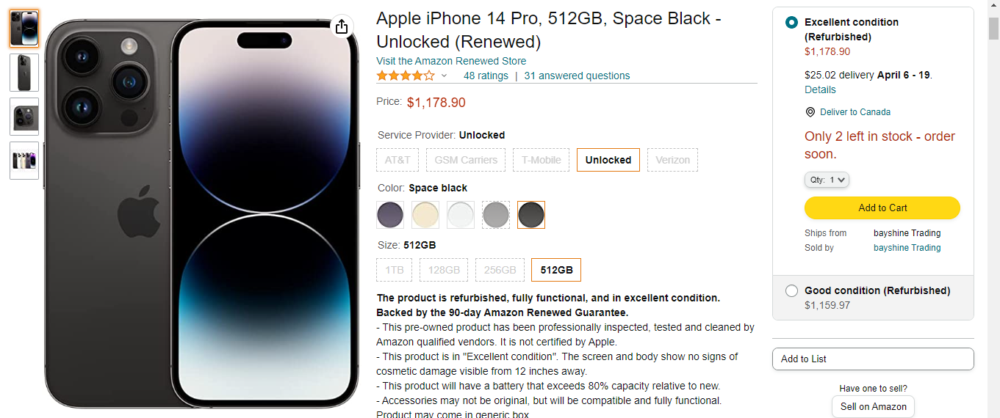 Apple iPhone 14 Pro, 512GB, Space Black -
Unlocked (Renewed)
Visit the Amazon Renewed Store
48 ratings | 31 answered questions
Price: $1,178.90
Service Provider: Unlocked
AT&T
GSM Carriers
T-Mobile
Unlocked
Verizon
Color: Space black
Size: 512GB
1TB
128GB
256GB
512GB
The product is refurbished, fully functional, and in excellent condition.
Backed by the 90-day Amazon Renewed Guarantee.
- This pre-owned product has been professionally inspected, tested and cleaned by
Amazon qualified vendors. It is not certified by Apple.
- This product is in "Excellent condition". The screen and body show no signs of
cosmetic damage visible from 12 inches away.
- This product will have a battery that exceeds 80% capacity relative to new.
- Accessories may not be original, but will be compatible and fully functional.
Product may come in generic box
Excellent condition
(Refurbished)
$1,178.90
$25.02 delivery April 6 - 19.
Details
Deliver to Canada
Only 2 left in stock - order
soon.
Qty: 1
Add to Cart
Ships from bayshine Trading
Sold by bayshine Trading
Good condition (Refurbished)
$1,159.97
Add to List
Have one to sell?
Sell on Amazon